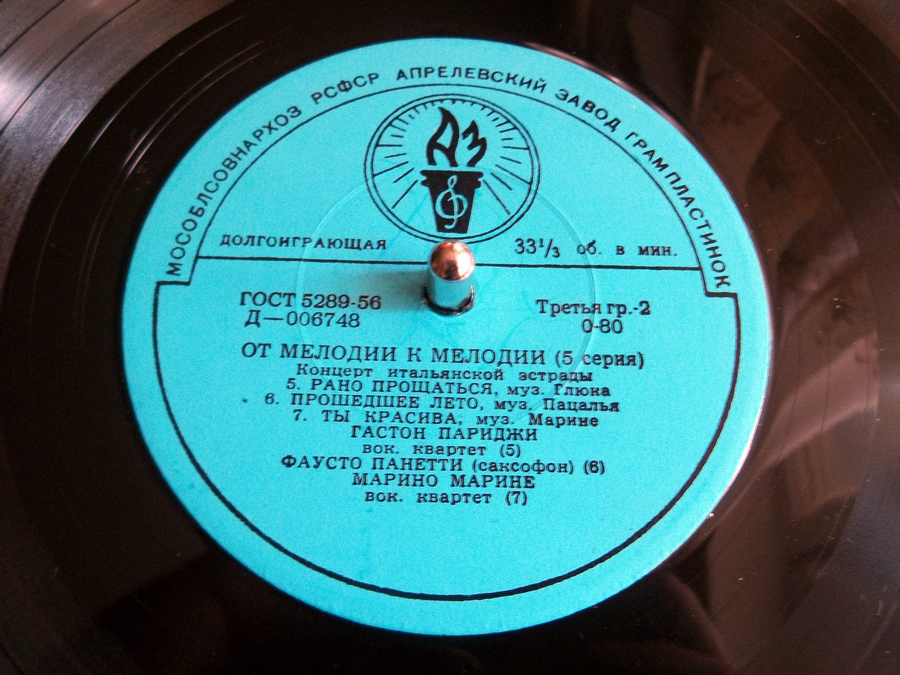 МОСОБЛСОВНАРХОЗ РСФСР АПРЕЛЕВСКИЙ ЗАВОД ГРАМПЛАСТИНОК
АЗ
ДОЛГОИГРАЮЩАЯ 33⅓ об. в мин.
ГОСТ 5289-56 Третья гр.-2
Д—006748 0-80
ОТ МЕЛОДИИ К МЕЛОДИИ (5 серия)
Концерт итальянской эстрады
5. РАНО ПРОЩАТЬСЯ, муз. Глюка
6. ПРОШЕДШЕЕ ЛЕТО, муз. Пацалья
7. ТЫ КРАСИВА, муз. Марине
ГАСТОН ПАРИДЖИ
вок. квартет (5)
ФАУСТО ПАНЕТТИ (саксофон) (6)
МАРИНО МАРИНЕ
вок. квартет (7)